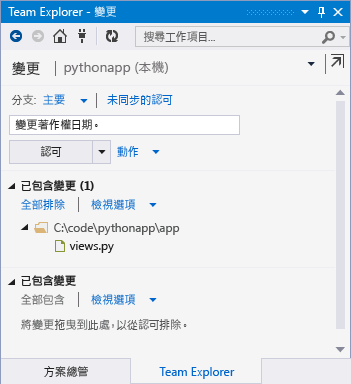 Team Explorer - 變更
搜尋工作項目...
變更 | pythonapp (本機)
分支: 主要 | 未同步的認可
變更著作權日期。
認可 動作
已包含變更 (1)
全部排除 | 檢視選項
C:\code\pythonapp\app
views.py
已包含變更
全部包含 | 檢視選項
將變更拖曳到此處，以從認可排除。
方案總管 Team Explorer